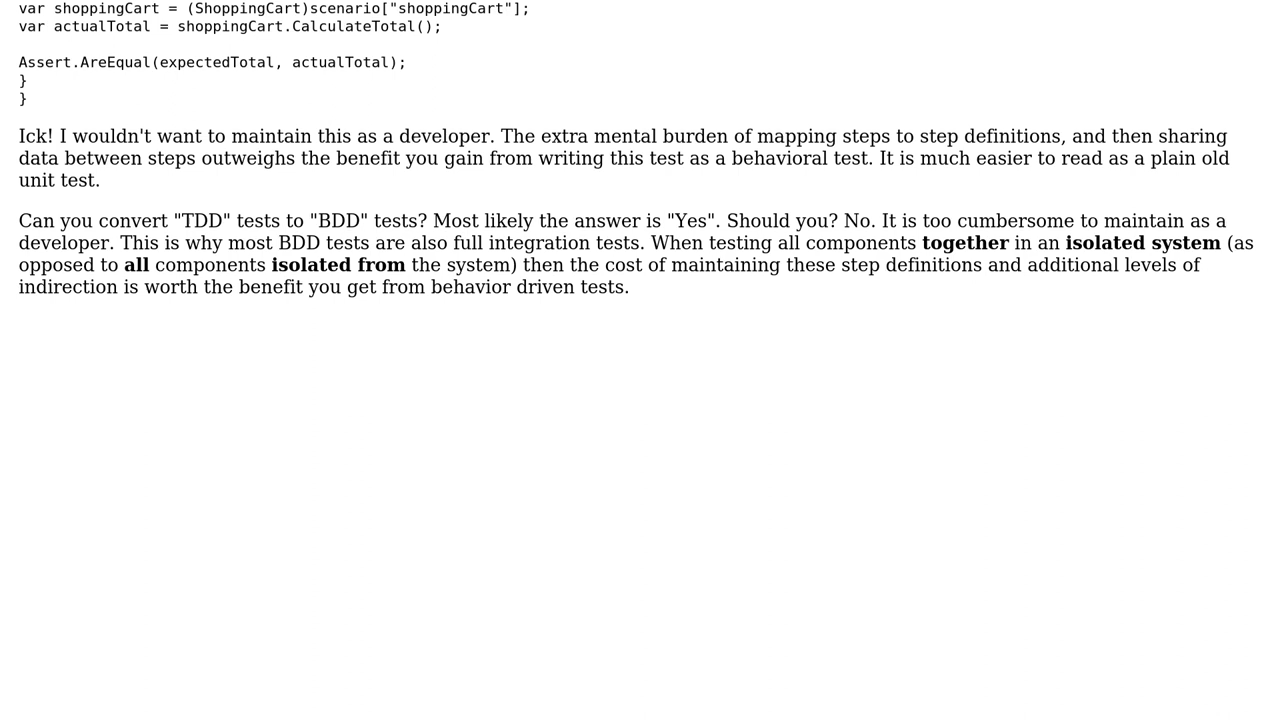 var shoppingCart = (ShoppingCart)scenario["shoppingCart"];
var actualTotal = shoppingCart.CalculateTotal();
Assert.AreEqual(expectedTotal, actualTotal);
}
}
Ick! I wouldn't want to maintain this as a developer. The extra mental burden of mapping steps to step definitions, and then sharing
data between steps outweighs the benefit you gain from writing this test as a behavioral test. It is much easier to read as a plain old
unit test.
Can you convert "TDD" tests to "BDD" tests? Most likely the answer is "Yes". Should you? No. It is too cumbersome to maintain as a
developer. This is why most BDD tests are also full integration tests. When testing all components together in an isolated system (as
opposed to all components isolated from the system) then the cost of maintaining these step definitions and additional levels of
indirection is worth the benefit you get from behavior driven tests.